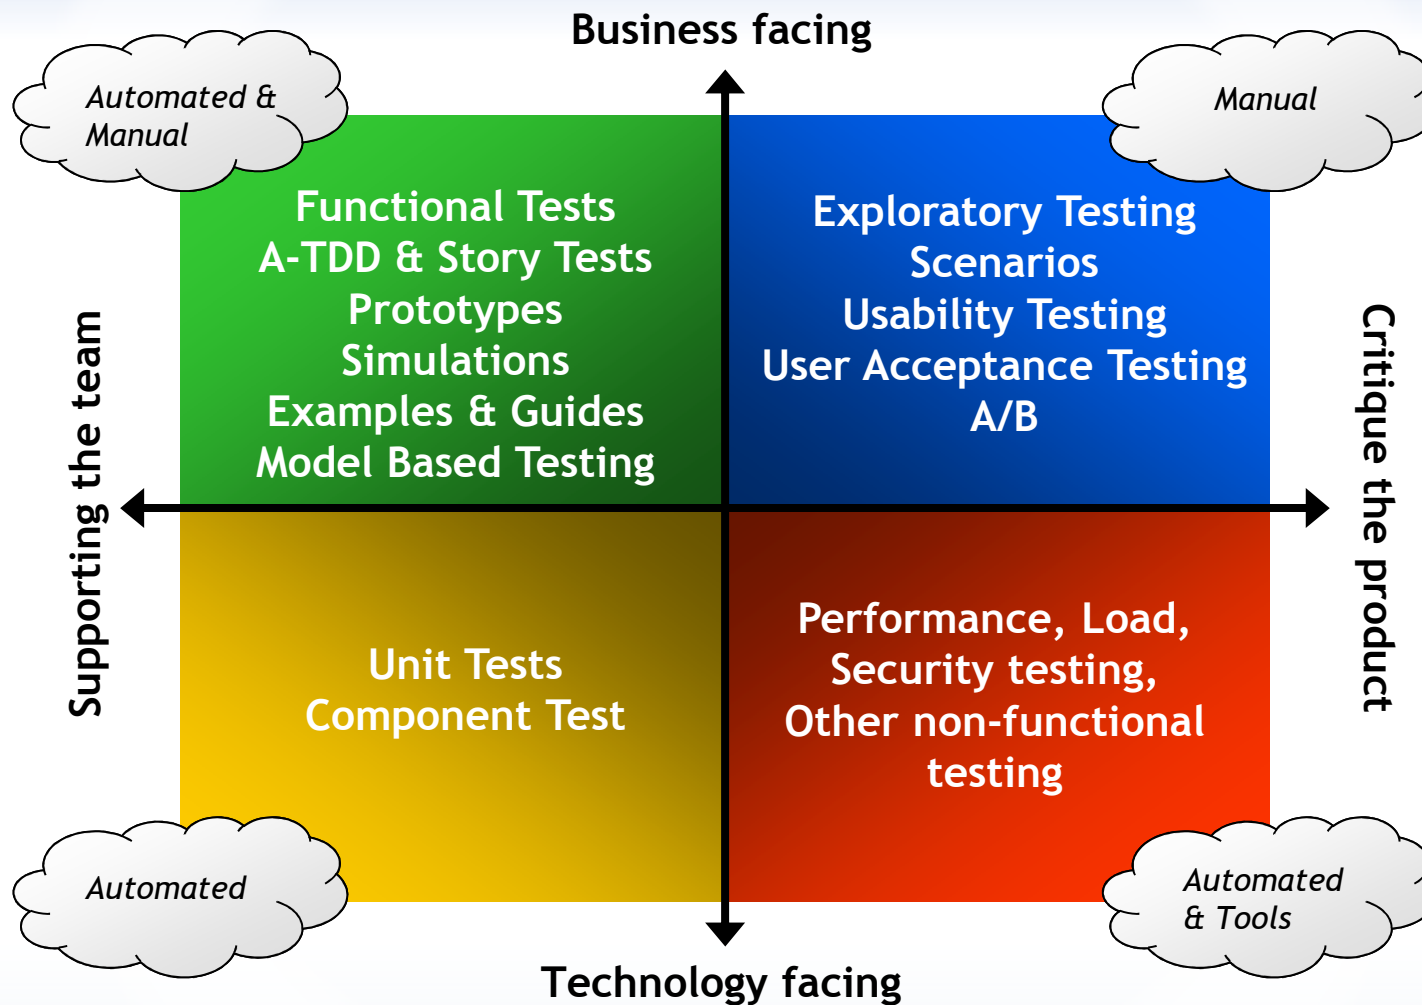 Business facing
Automated &
Manual
Manual
Functional Tests
A-TDD & Story Tests
Prototypes
Simulations
Examples & Guides
Model Based Testing
Exploratory Testing
Scenarios
Usability Testing
User Acceptance Testing
A/B
Supporting the team
Critique the product
Unit Tests
Component Test
Performance, Load,
Security testing,
Other non-functional
testing
Automated
Automated
& Tools
Technology facing